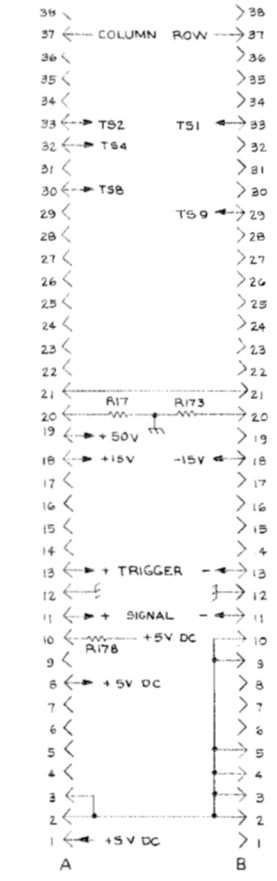 38 38
37 COLUMN ROW 37
36 36
35 35
34 34
33 TS2 TS1 33
32 TS4 32
31 31
30 TS8 30
29 TS9 29
28 28
27 27
26 26
25 25
24 24
23 23
22 22
21 21
R17 R173
20 20
19 +50V 19
18 +15V -15V 18
17 17
16 16
15 15
14 4
13 + TRIGGER - 13
12 12
11 + SIGNAL - 11
10 +5V DC 10
R178
9 9
8 +5V DC 8
7 7
6 6
5 5
4 4
3 3
2 2
1 +5V DC 1
A B